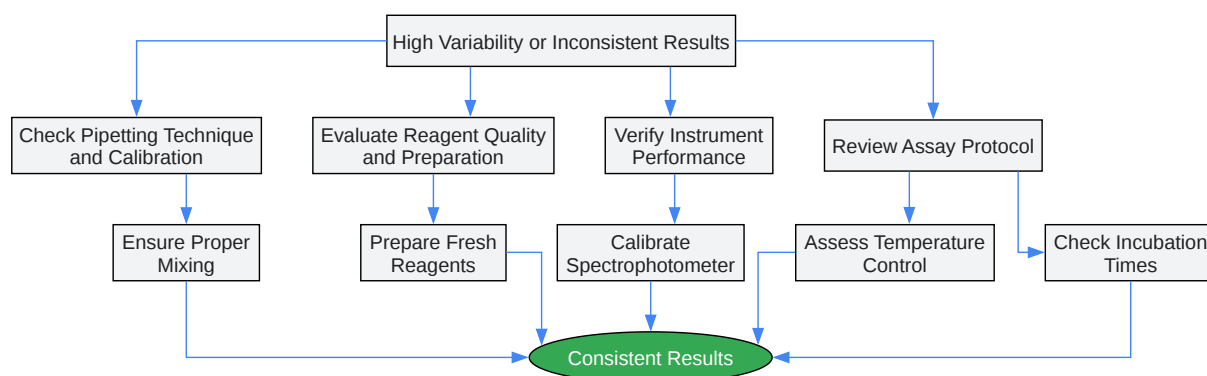 High Variability or Inconsistent Results
Check Pipetting Technique
and Calibration
Evaluate Reagent Quality
and Preparation
Verify Instrument
Performance
Review Assay Protocol
Ensure Proper
Mixing
Prepare Fresh
Reagents
Calibrate
Spectrophotometer
Assess Temperature
Control
Check Incubation
Times
Consistent Results